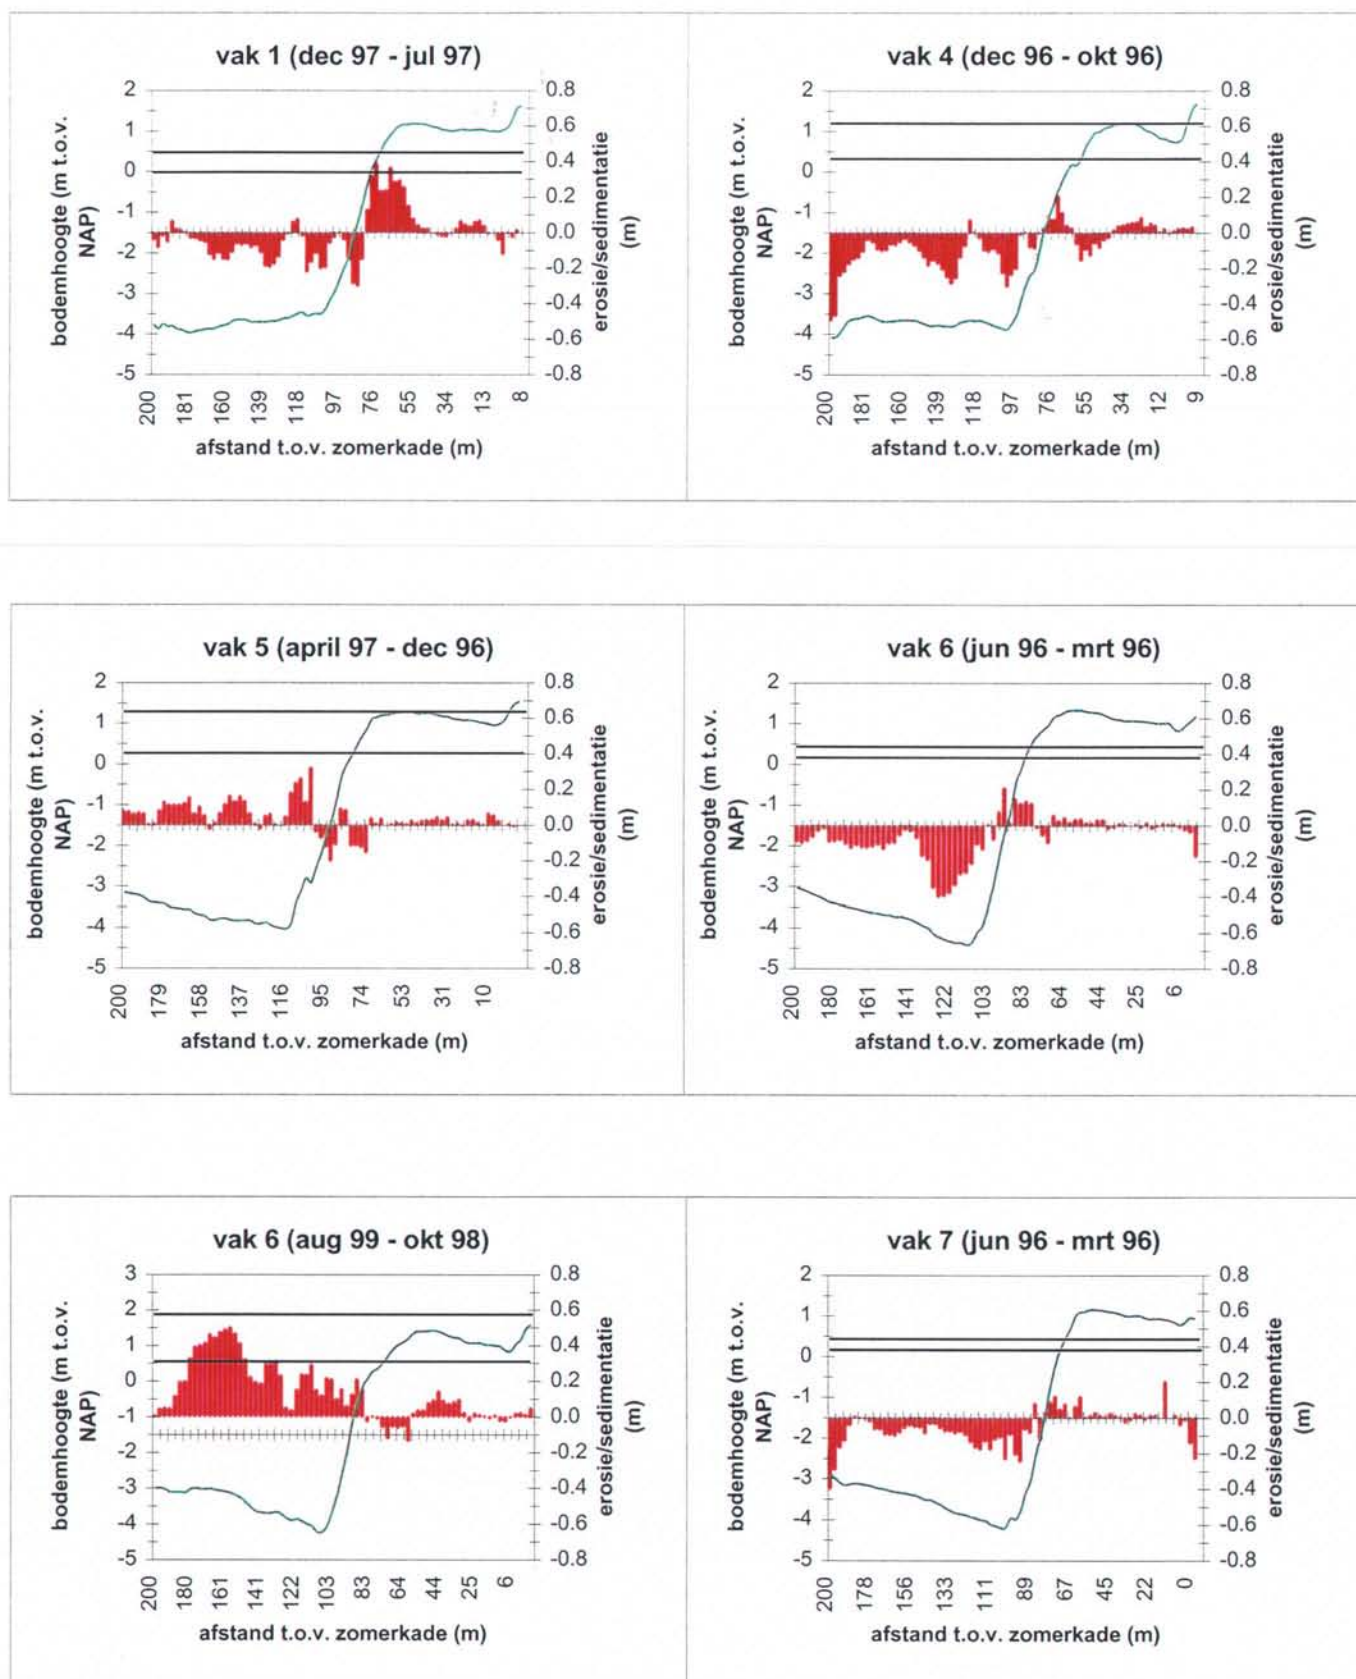 vak 1 (dec 97 - jul 97)
bodemhoogte (m t.o.v.
NAP)
2
1
0
-1
-2
-3
-4
-5
0.8
0.6
0.4
0.2
0.0
-0.2
-0.4
-0.6
-0.8
erosie/sedimentatie
(m)
200 181 160 139 118 97 76 55 34 13 8
afstand t.o.v. zomerkade (m)
vak 4 (dec 96 - okt 96)
bodemhoogte (m t.o.v.
NAP)
2
1
0
-1
-2
-3
-4
-5
0.8
0.6
0.4
0.2
0.0
-0.2
-0.4
-0.6
-0.8
erosie/sedimentatie
(m)
200 181 160 139 118 97 76 55 34 12 9
afstand t.o.v. zomerkade (m)
vak 5 (april 97 - dec 96)
bodemhoogte (m t.o.v.
NAP)
2
1
0
-1
-2
-3
-4
-5
0.8
0.6
0.4
0.2
0.0
-0.2
-0.4
-0.6
-0.8
erosie/sedimentatie
(m)
200 179 158 137 116 95 74 53 31 10
afstand t.o.v. zomerkade (m)
vak 6 (jun 96 - mrt 96)
bodemhoogte (m t.o.v.
NAP)
2
1
0
-1
-2
-3
-4
-5
0.8
0.6
0.4
0.2
0.0
-0.2
-0.4
-0.6
-0.8
erosie/sedimentatie
(m)
200 180 161 141 122 103 83 64 44 25 6
afstand t.o.v. zomerkade (m)
vak 6 (aug 99 - okt 98)
bodemhoogte (m t.o.v.
NAP)
3
2
1
0
-1
-2
-3
-4
-5
0.8
0.6
0.4
0.2
0.0
-0.2
-0.4
-0.6
-0.8
erosie/sedimentatie
(m)
200 180 161 141 122 103 83 64 44 25 6
afstand t.o.v. zomerkade (m)
vak 7 (jun 96 - mrt 96)
bodemhoogte (m t.o.v.
NAP)
2
1
0
-1
-2
-3
-4
-5
0.8
0.6
0.4
0.2
0.0
-0.2
-0.4
-0.6
-0.8
erosie/sedimentatie
(m)
200 178 156 133 111 89 67 45 22 0
afstand t.o.v. zomerkade (m)